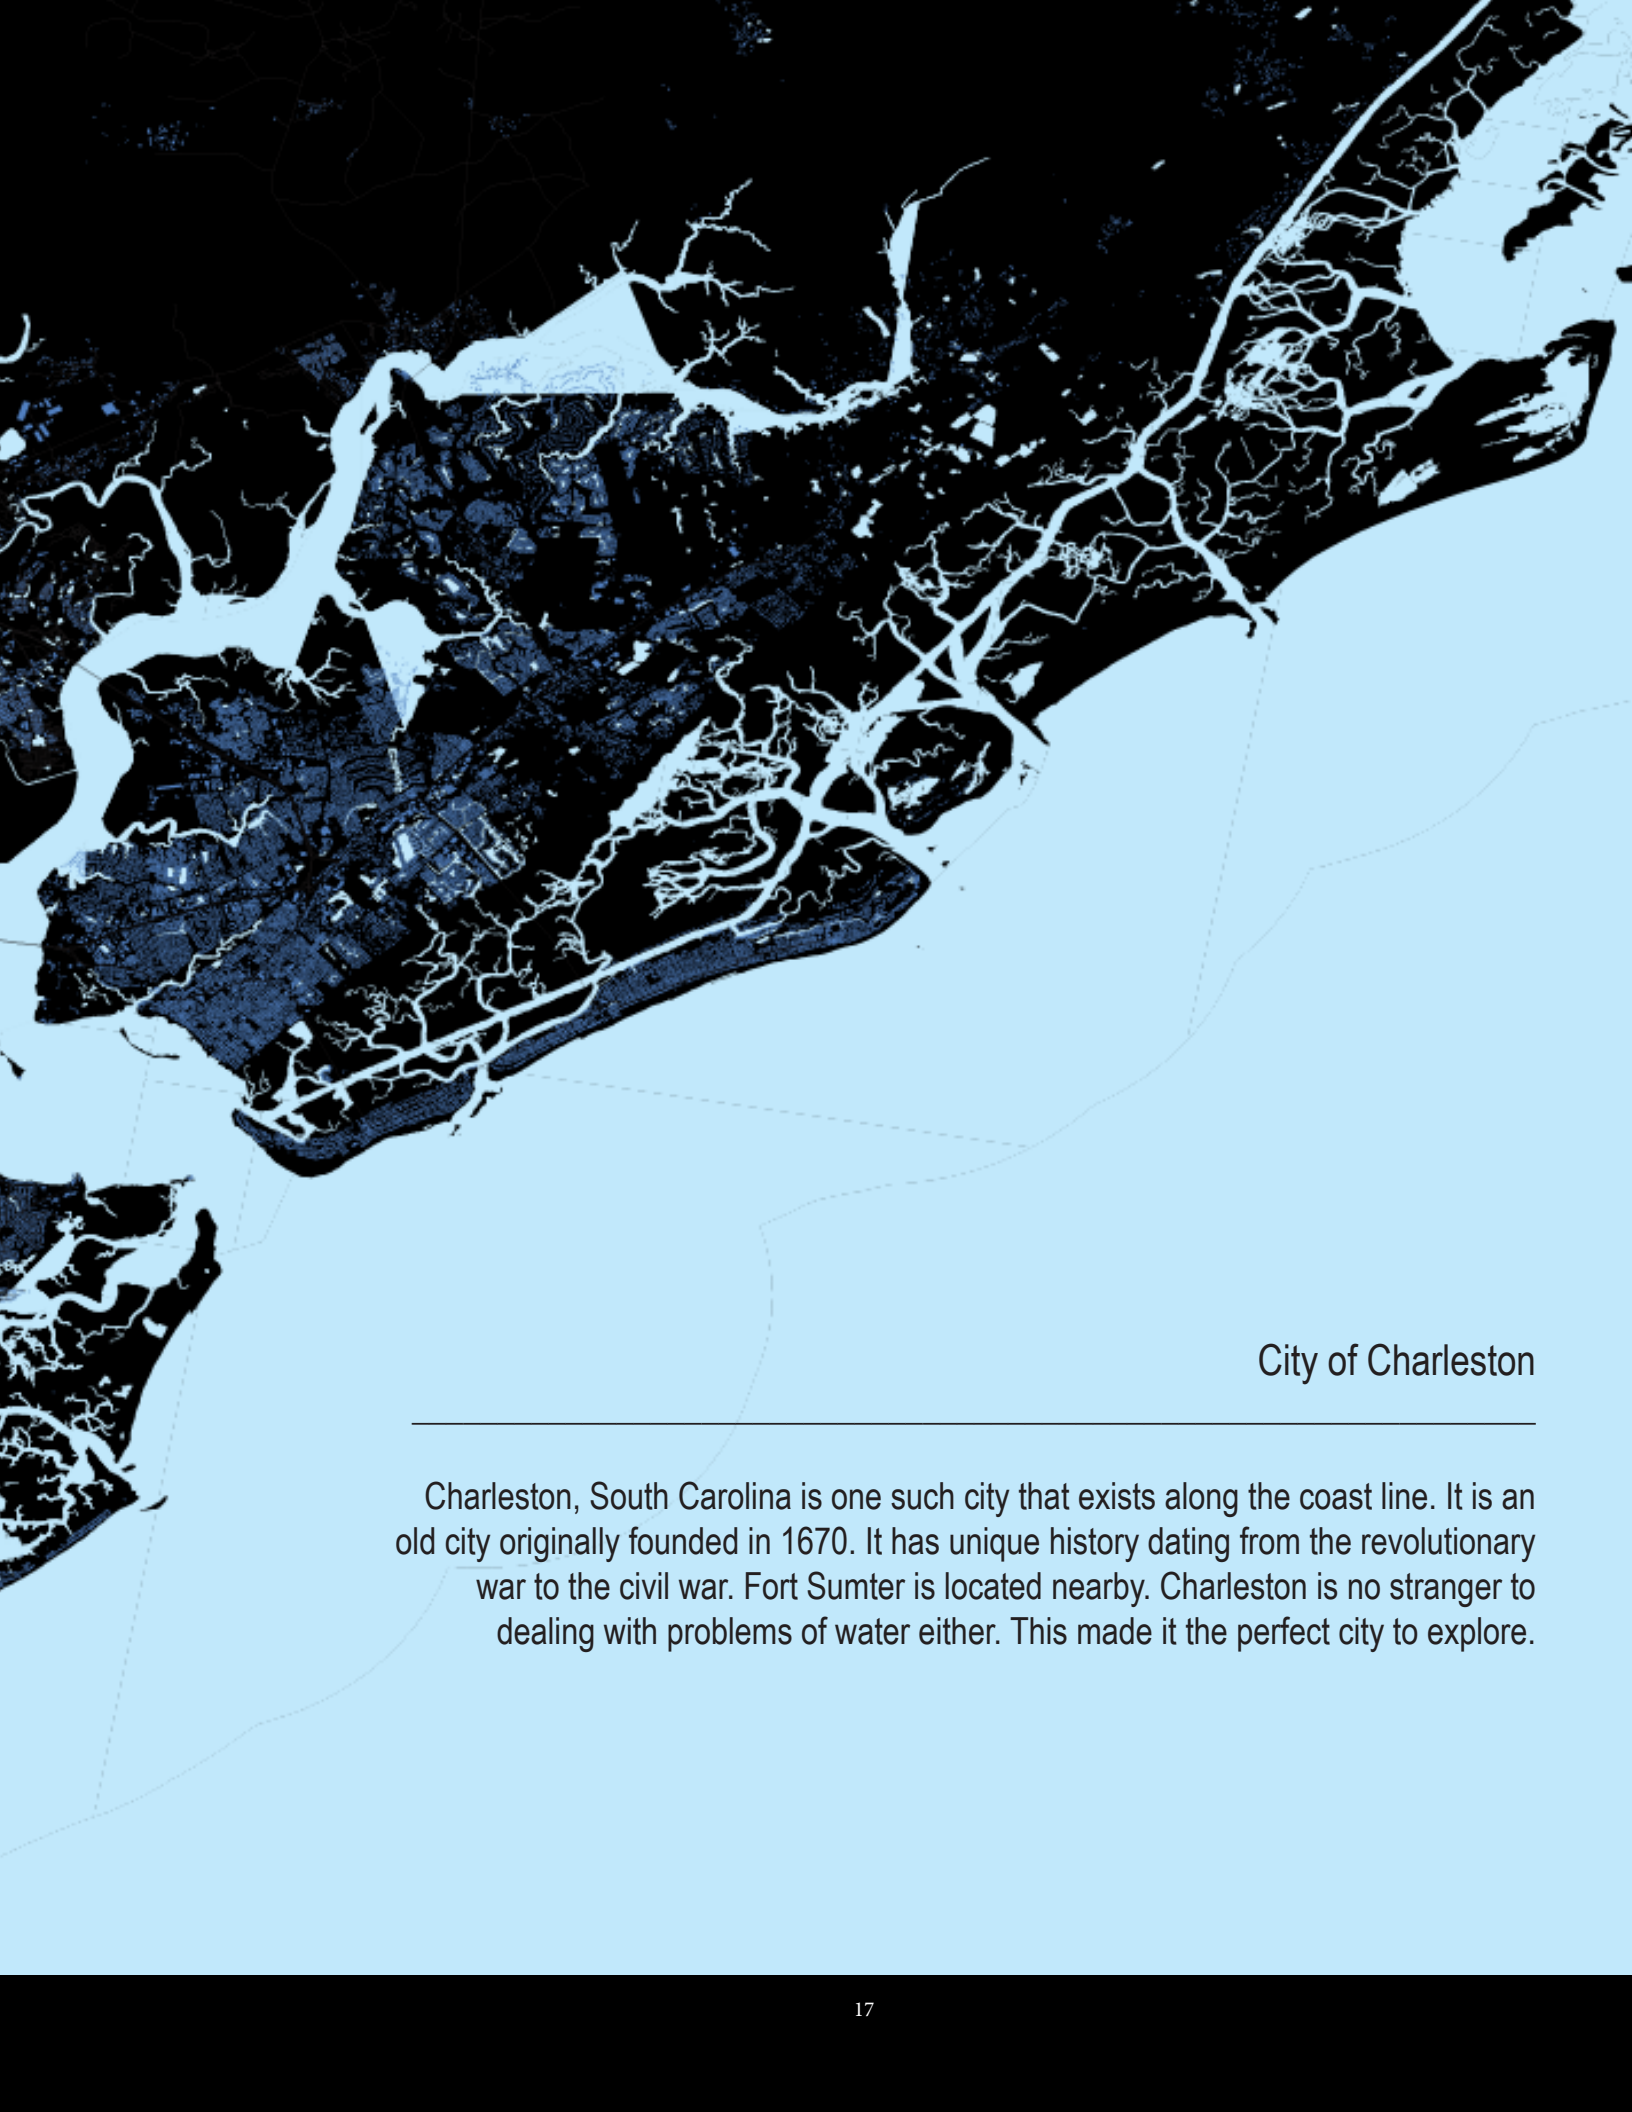 City of Charleston
Charleston, South Carolina is one such city that exists along the coast line. It is an
old city originally founded in 1670. It has unique history dating from the revolutionary
war to the civil war. Fort Sumter is located nearby. Charleston is no stranger to
dealing with problems of water either. This made it the perfect city to explore.
17